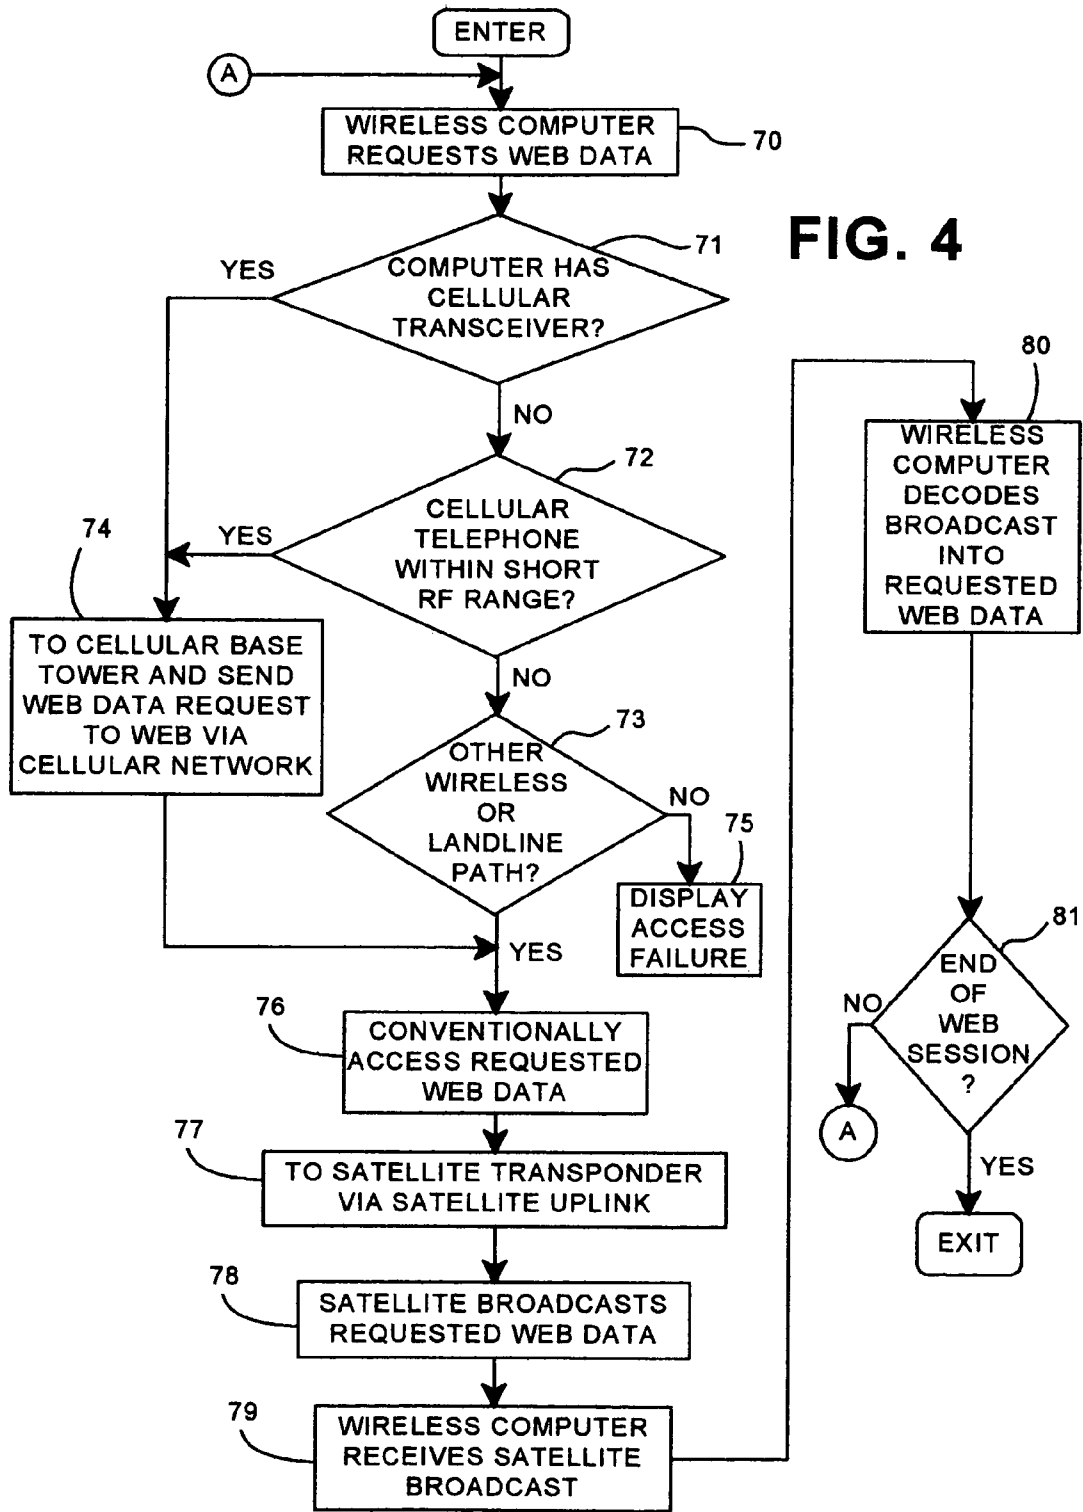 ENTER
A
WIRELESS COMPUTER
REQUESTS WEB DATA
70
FIG. 4
71
YES
COMPUTER HAS
CELLULAR
TRANSCEIVER?
NO
72
YES
CELLULAR
TELEPHONE
WITHIN SHORT
RF RANGE?
NO
74
TO CELLULAR BASE
TOWER AND SEND
WEB DATA REQUEST
TO WEB VIA
CELLULAR NETWORK
73
OTHER
WIRELESS
OR
LANDLINE
PATH?
NO
75
DISPLAY
ACCESS
FAILURE
YES
76
CONVENTIONALLY
ACCESS REQUESTED
WEB DATA
77
TO SATELLITE TRANSPONDER
VIA SATELLITE UPLINK
78
SATELLITE BROADCASTS
REQUESTED WEB DATA
79
WIRELESS COMPUTER
RECEIVES SATELLITE
BROADCAST
80
WIRELESS
COMPUTER
DECODES
BROADCAST
INTO
REQUESTED
WEB DATA
81
END
OF
WEB
SESSION
?
NO
A
YES
EXIT